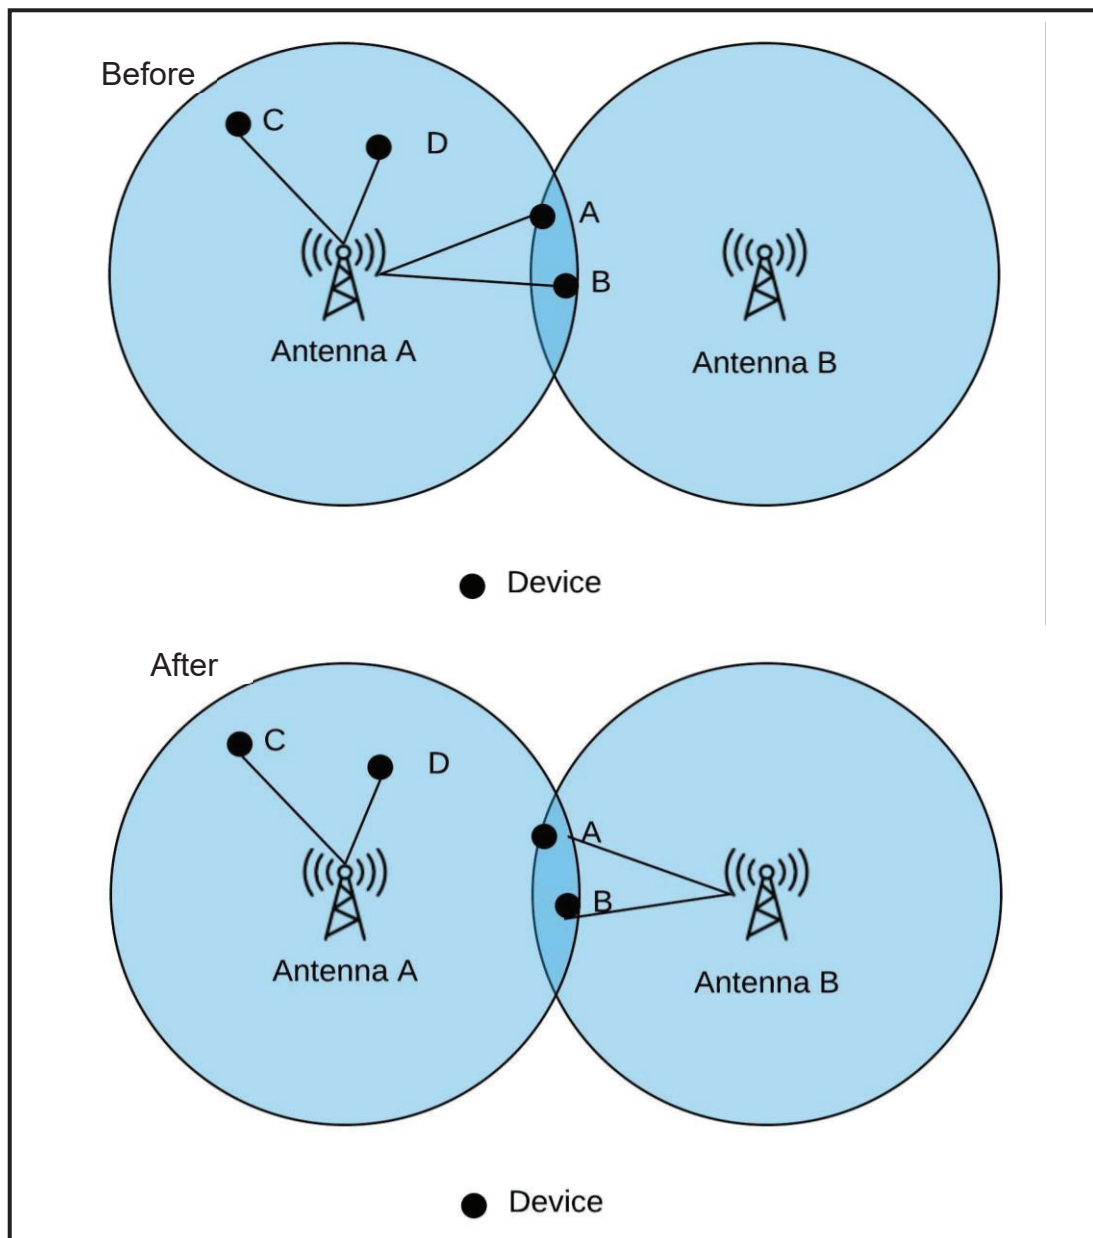 Before
C
D
A
B
Antenna A
Antenna B
Device
After
C
D
A
B
Antenna A
Antenna B
Device